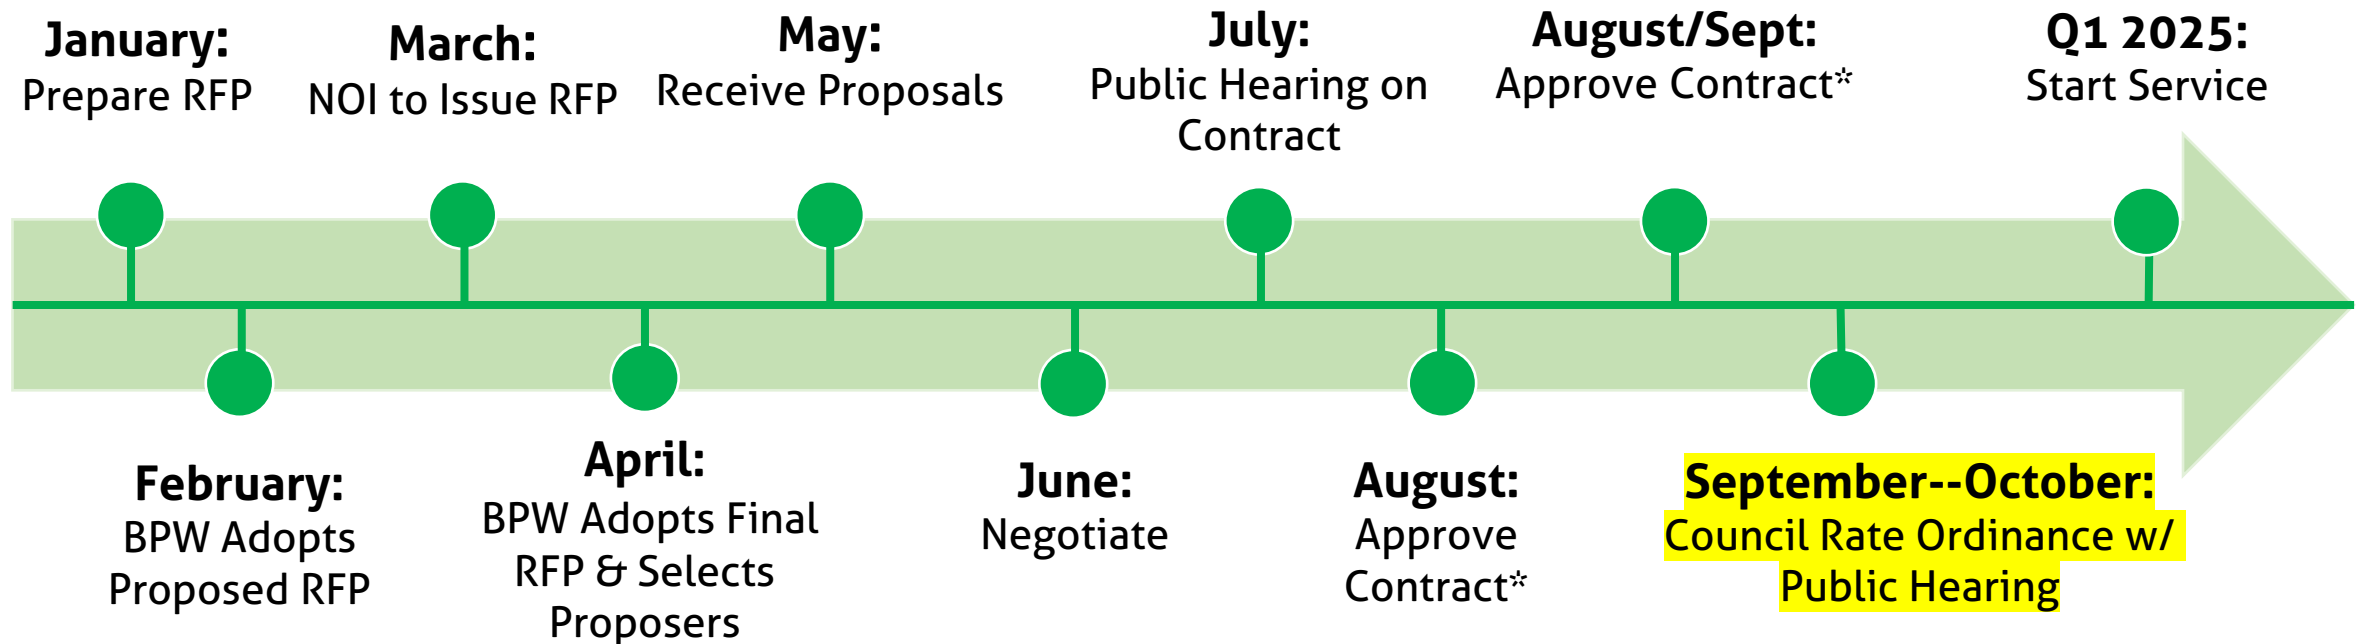 January:
Prepare RFP
March:
NOI to Issue RFP
May:
Receive Proposals
July:
Public Hearing on
Contract
August/Sept:
Approve Contract*
Q1 2025:
Start Service
February:
BPW Adopts
Proposed RFP
April:
BPW Adopts Final
RFP & Selects
Proposers
June:
Negotiate
August:
Approve
Contract*
September--October:
Council Rate Ordinance w/
Public Hearing